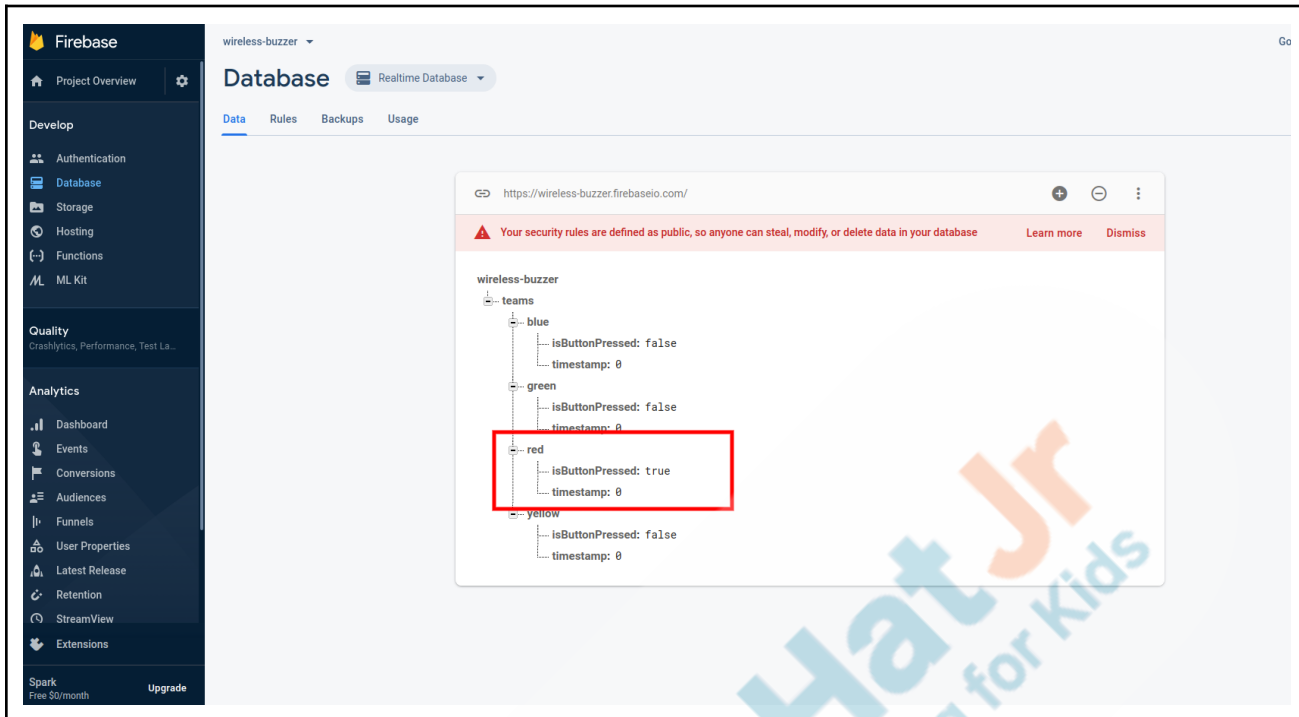 Firebase
Project Overview
Develop
Authentication
Database
Storage
Hosting
Functions
ML Kit
Quality
Crashlytics, Performance, Test La...
Analytics
Dashboard
Events
Conversions
Audiences
Funnels
User Properties
Latest Release
Retention
StreamView
Extensions
Spark
Free $0/month
Upgrade
wireless-buzzer
Go
Database
Realtime Database
Data Rules Backups Usage
https://wireless-buzzer.firebaseio.com/
Your security rules are defined as public, so anyone can steal, modify, or delete data in your database Learn more Dismiss
wireless-buzzer
teams
blue
isButtonPressed: false
timestamp: 0
green
isButtonPressed: false
timestamp: 0
red
isButtonPressed: true
timestamp: 0
yellow
isButtonPressed: false
timestamp: 0
Hat Jr
for Kids